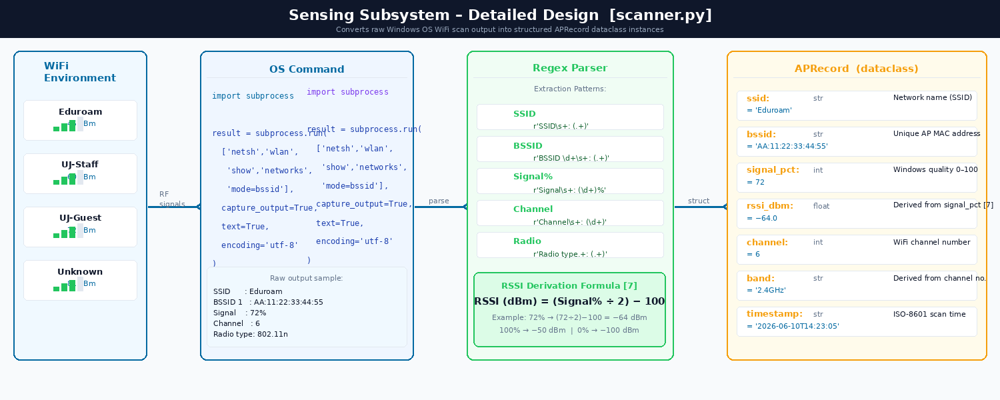 Sensing Subsystem – Detailed Design  [scanner.py]
Converts raw Windows OS WiFi scan output into structured APRecord dataclass instances
WiFi
Environment
Eduroam
Bm
UJ-Staff
Bm
UJ-Guest
Bm
Unknown
Bm
RF
signals
OS Command
import subprocess
result = subprocess.run(
['netsh','wlan',
'show','networks',
'mode=bssid'],
capture_output=True,
text=True,
encoding='utf-8'
)
import subprocess
result = subprocess.run(
['netsh','wlan',
'show','networks',
'mode=bssid'],
capture_output=True,
text=True,
encoding='utf-8'
)
Raw output sample:
SSID      : Eduroam
BSSID 1   : AA:11:22:33:44:55
Signal    : 72%
Channel   : 6
Radio type: 802.11n
parse
Regex Parser
Extraction Patterns:
SSID
r'SSID\s+: (.+)'
BSSID
r'BSSID \d+\s+: (.+)'
Signal%
r'Signal\s+: (\d+)%'
Channel
r'Channel\s+: (\d+)'
Radio
r'Radio type.+: (.+)'
RSSI Derivation Formula [7]
RSSI (dBm) = (Signal% ÷ 2) − 100
Example: 72% → (72÷2)−100 = −64 dBm
100% → −50 dBm  |  0% → −100 dBm
struct
APRecord  (dataclass)
ssid: str Network name (SSID)
= 'Eduroam'
bssid: str Unique AP MAC address
= 'AA:11:22:33:44:55'
signal_pct: int Windows quality 0–100
= 72
rssi_dbm: float Derived from signal_pct [7]
= −64.0
channel: int WiFi channel number
= 6
band: str Derived from channel no.
= '2.4GHz'
timestamp: str ISO-8601 scan time
= '2026-06-10T14:23:05'